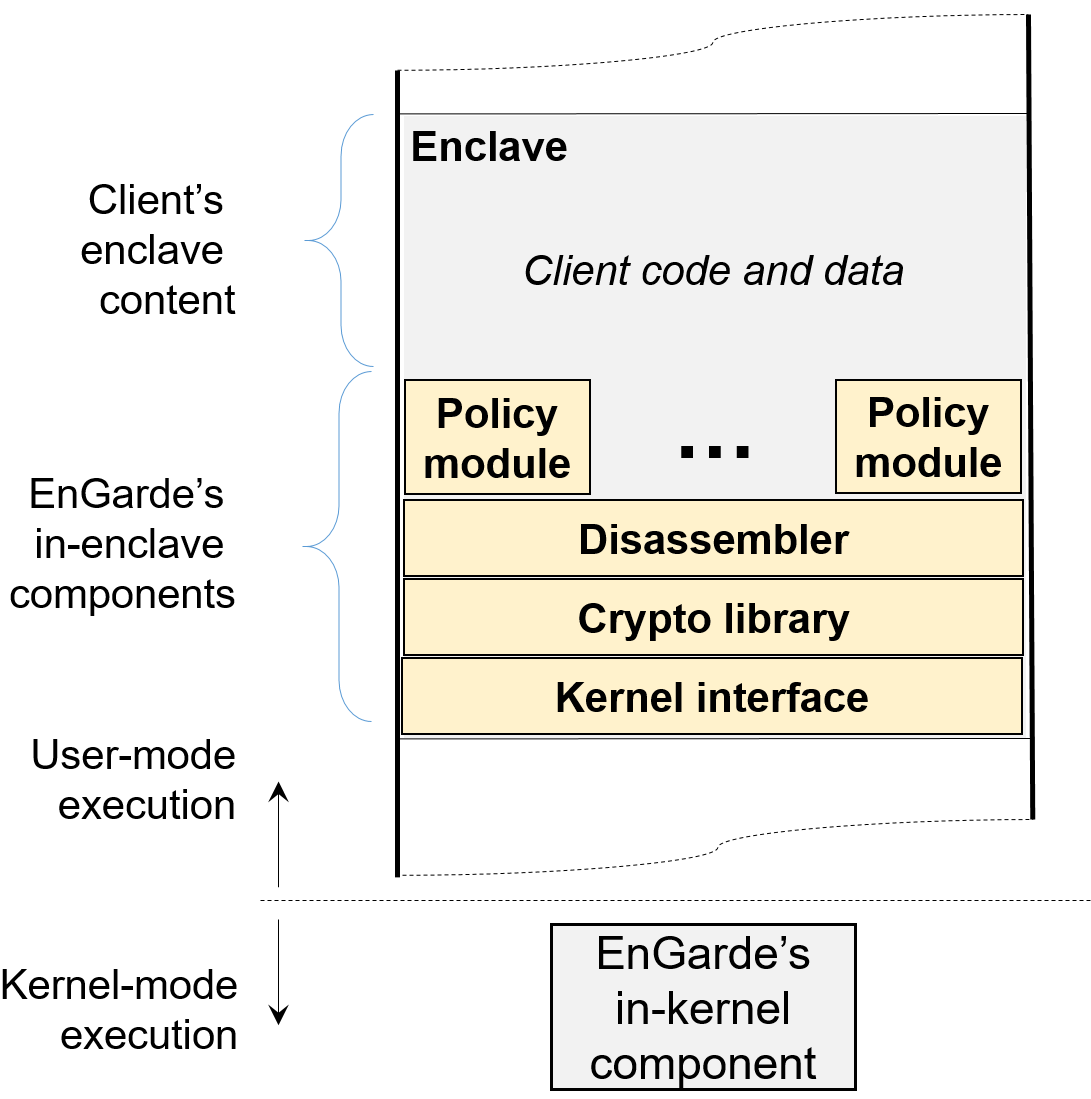 Enclave
Client's
enclave
content
Client code and data
Policy
module
...
Policy
module
EnGarde's
in-enclave
components
Disassembler
Crypto library
Kernel interface
User-mode
execution
Kernel-mode
execution
EnGarde's
in-kernel
component